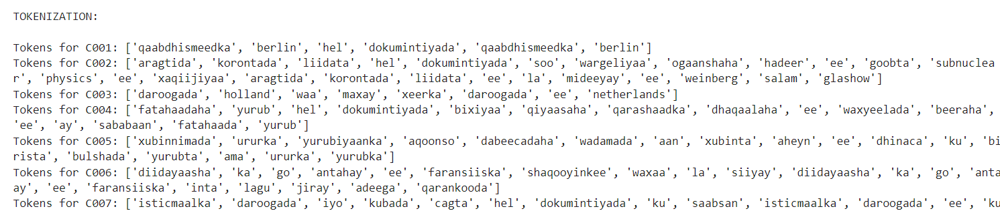 TOKENIZATION:
Tokens for C001: ['qaabdhismeedka', 'berlin', 'hel', 'dokumintiyada', 'qaabdhismeedka', 'berlin']
Tokens for C002: ['aragtida', 'korontada', 'liidata', 'hel', 'dokumintiyada', 'soo', 'wargeliyaa', 'ogaanshaha', 'hadeer', 'ee', 'goobta', 'subnuclea
r', 'physics', 'ee', 'xaqiijiyaa', 'aragtida', 'korontada', 'liidata', 'ee', 'la', 'mideeyay', 'ee', 'weinberg', 'salam', 'glashow']
Tokens for C003: ['daroogada', 'holland', 'waa', 'maxay', 'xeerka', 'daroogada', 'ee', 'netherlands']
Tokens for C004: ['fatahaadaha', 'yurub', 'hel', 'dokumintiyada', 'bixiyaa', 'qiyaasaha', 'qarashaadka', 'dhaqaalaha', 'ee', 'waxyeelada', 'beeraha',
'ee', 'ay', 'sababaan', 'fatahaada', 'yurub']
Tokens for C005: ['xubinnimada', 'ururka', 'yurubiyaanka', 'aqoonso', 'dabeecadaha', 'wadamada', 'aan', 'xubinta', 'aheyn', 'ee', 'dhinaca', 'ku', 'bi
rista', 'bulshada', 'yurubta', 'ama', 'ururka', 'yurubka']
Tokens for C006: ['diidayaasha', 'ka', 'go', 'antahay', 'ee', 'faransiiska', 'shaqooyinkee', 'waxaa', 'la', 'siiyay', 'diidayaasha', 'ka', 'go', 'anta
ay', 'ee', 'faransiiska', 'inta', 'lagu', 'jiray', 'adeega', 'qarankooda']
Tokens for C007: ['isticmaalka', 'daroogada', 'iyo', 'kubada', 'cagta', 'hel', 'dokumintiyada', 'ku', 'saabsan', 'isticmaalka', 'daroogada', 'ee', 'ku